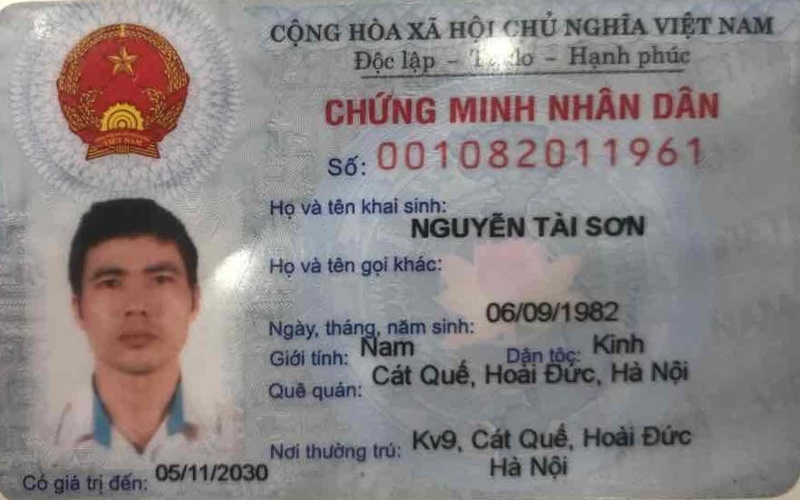 CỘNG HÒA XÃ HỘI CHỦ NGHĨA VIỆT NAM
Độc lập - Tự do - Hạnh phúc
CHỨNG MINH NHÂN DÂN
Số: 001082011961
Họ và tên khai sinh:
NGUYỄN TÀI SƠN
Họ và tên gọi khác:
Ngày, tháng, năm sinh: 06/09/1982
Giới tính: Nam Dân tộc: Kinh
Quê quán: Cát Quế, Hoài Đức, Hà Nội
Nơi thường trú: Kv9, Cát Quế, Hoài Đức
Hà Nội
Có giá trị đến: 05/11/2030
VIỆT NAM